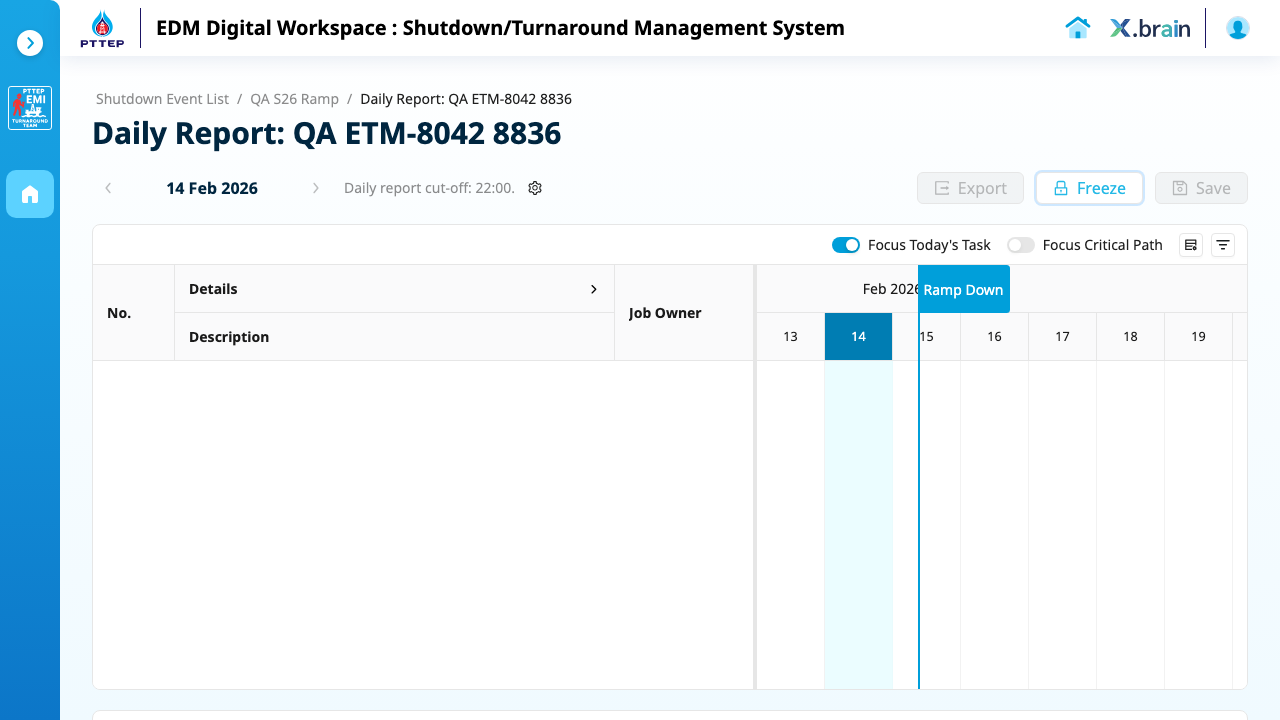 PTTEP
EDM Digital Workspace : Shutdown/Turnaround Management System
X.brain
PTTEP
EMI
TURNAROUND
TEAM
Shutdown Event List / QA S26 Ramp / Daily Report: QA ETM-8042 8836
Daily Report: QA ETM-8042 8836
14 Feb 2026
Daily report cut-off: 22:00.
Export
Freeze
Save
Focus Today's Task
Focus Critical Path
No.
Details
Description
Job Owner
Feb 2026
Ramp Down
13
14
15
16
17
18
19